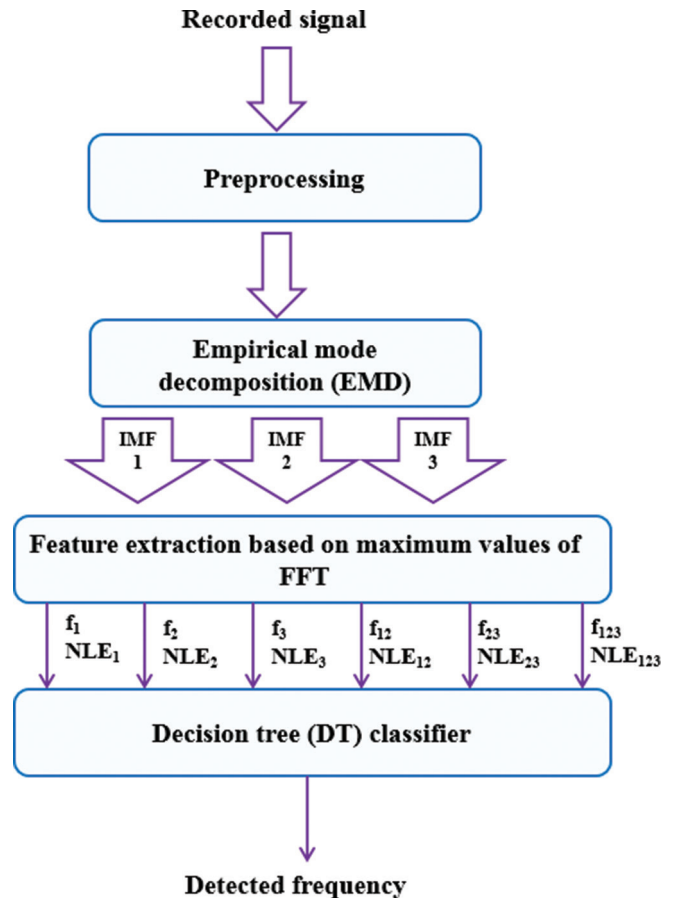 Recorded signal
Preprocessing
Empirical mode
decomposition (EMD)
IMF
1
IMF
2
IMF
3
Feature extraction based on maximum values of
FFT
f₁
NLE₁
f₂
NLE₂
f₃
NLE₃
f₁₂
NLE₁₂
f₂₃
NLE₂₃
f₁₂₃
NLE₁₂₃
Decision tree (DT) classifier
Detected frequency